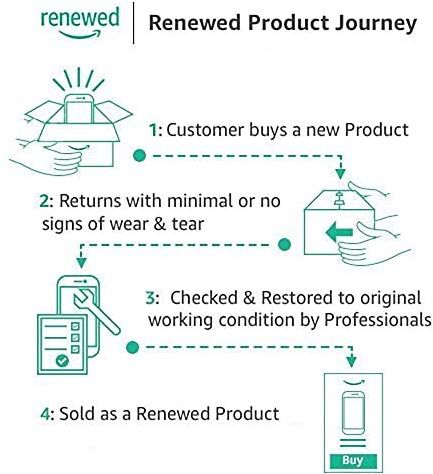 renewed
Renewed Product Journey
1: Customer buys a new Product
2: Returns with minimal or no
signs of wear & tear
3: Checked & Restored to original
working condition by Professionals
4: Sold as a Renewed Product
Buy